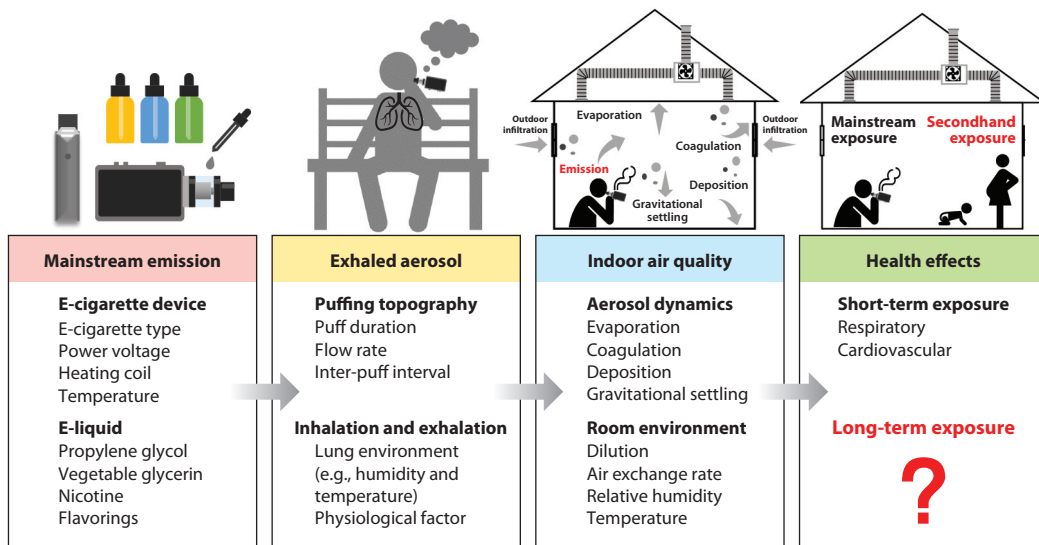 Outdoor
infiltration
Evaporation
Emission
Coagulation
Deposition
Gravitational
settling
Outdoor
infiltration
Mainstream
exposure
Secondhand
exposure
Mainstream emission
E-cigarette device
E-cigarette type
Power voltage
Heating coil
Temperature
E-liquid
Propylene glycol
Vegetable glycerin
Nicotine
Flavorings
Exhaled aerosol
Puffing topography
Puff duration
Flow rate
Inter-puff interval
Inhalation and exhalation
Lung environment
(e.g., humidity and
temperature)
Physiological factor
Indoor air quality
Aerosol dynamics
Evaporation
Coagulation
Deposition
Gravitational settling
Room environment
Dilution
Air exchange rate
Relative humidity
Temperature
Health effects
Short-term exposure
Respiratory
Cardiovascular
Long-term exposure
?